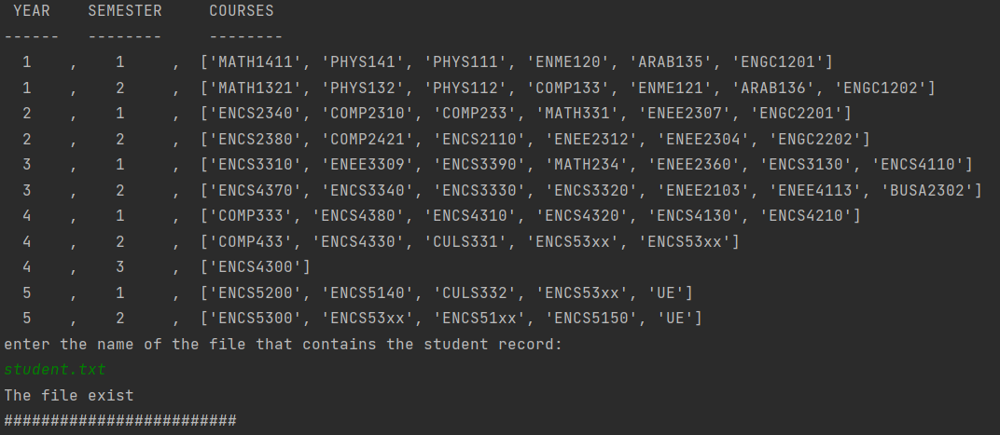 YEAR    SEMESTER     COURSES
------   --------     --------
1    ,    1     ,  ['MATH1411', 'PHYS141', 'PHYS111', 'ENME120', 'ARAB135', 'ENGC1201']
1    ,    2     ,  ['MATH1321', 'PHYS132', 'PHYS112', 'COMP133', 'ENME121', 'ARAB136', 'ENGC1202']
2    ,    1     ,  ['ENCS2340', 'COMP2310', 'COMP233', 'MATH331', 'ENEE2307', 'ENGC2201']
2    ,    2     ,  ['ENCS2380', 'COMP2421', 'ENCS2110', 'ENEE2312', 'ENEE2304', 'ENGC2202']
3    ,    1     ,  ['ENCS3310', 'ENEE3309', 'ENCS3390', 'MATH234', 'ENEE2360', 'ENCS3130', 'ENCS4110']
3    ,    2     ,  ['ENCS4370', 'ENCS3340', 'ENCS3330', 'ENCS3320', 'ENEE2103', 'ENEE4113', 'BUSA2302']
4    ,    1     ,  ['COMP333', 'ENCS4380', 'ENCS4310', 'ENCS4320', 'ENCS4130', 'ENCS4210']
4    ,    2     ,  ['COMP433', 'ENCS4330', 'CULS331', 'ENCS53xx', 'ENCS53xx']
4    ,    3     ,  ['ENCS4300']
5    ,    1     ,  ['ENCS5200', 'ENCS5140', 'CULS332', 'ENCS53xx', 'UE']
5    ,    2     ,  ['ENCS5300', 'ENCS53xx', 'ENCS51xx', 'ENCS5150', 'UE']
enter the name of the file that contains the student record:
student.txt
The file exist
#########################